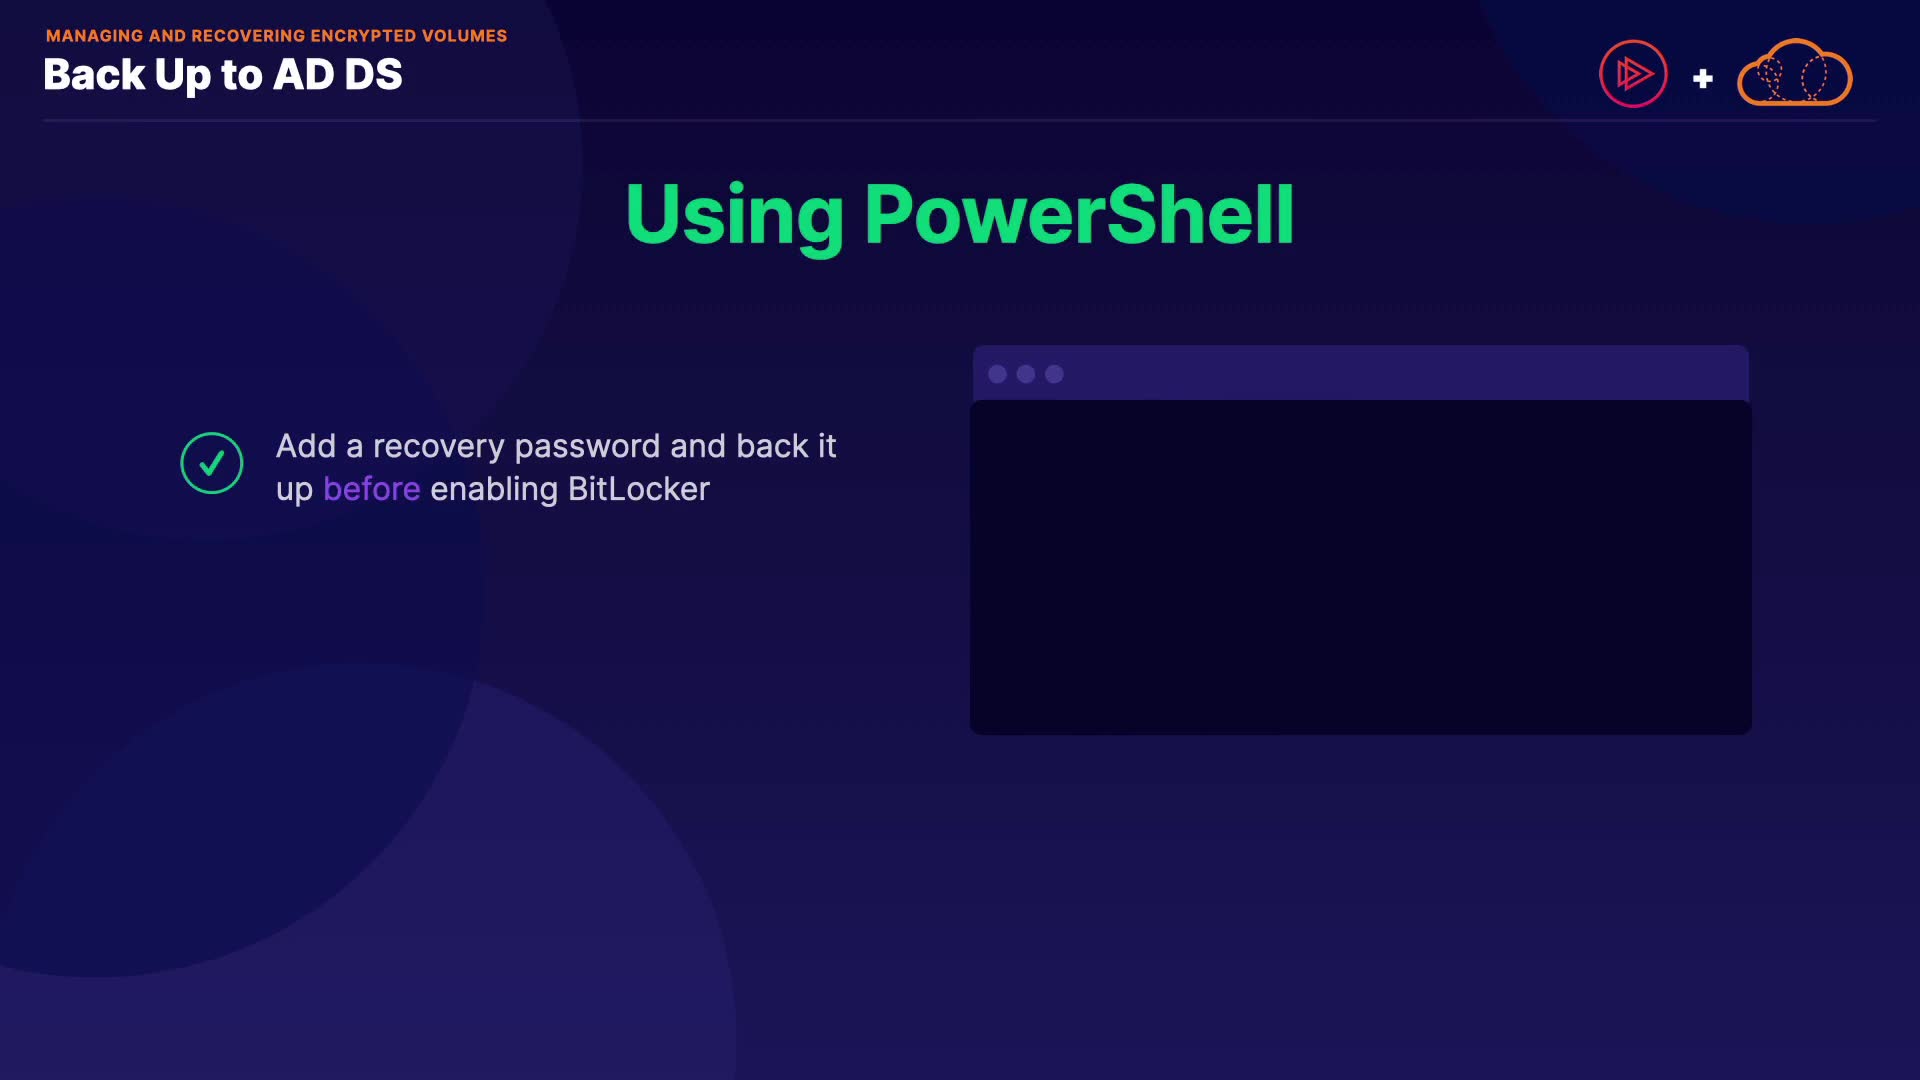 MANAGING AND RECOVERING ENCRYPTED VOLUMES
Back Up to AD DS
+
Using PowerShell
Add a recovery password and back it
up before enabling BitLocker